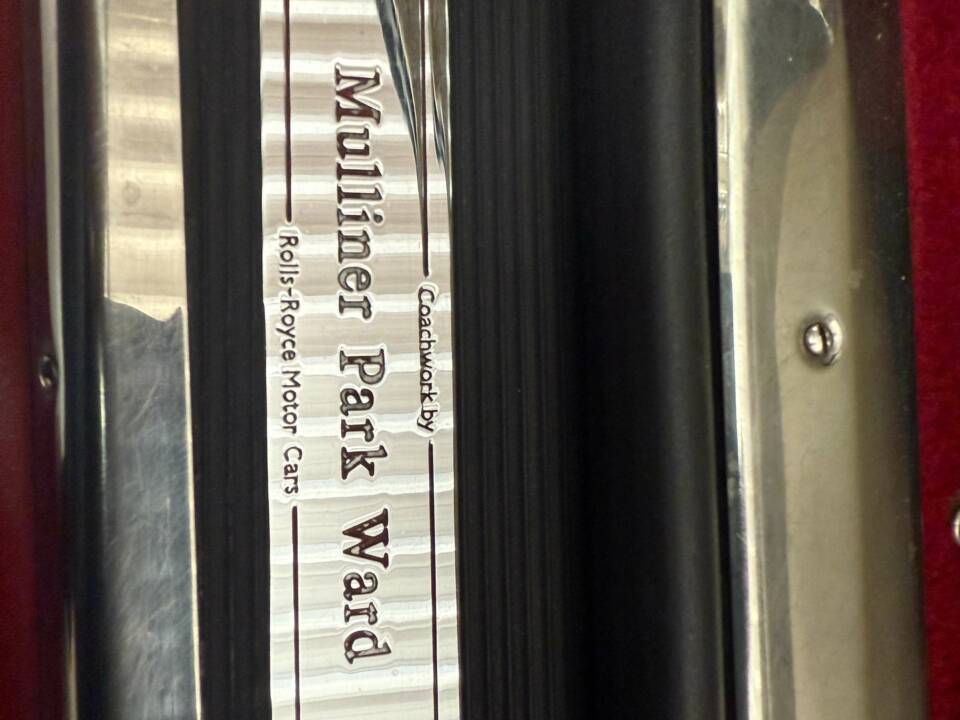 Coachwork by
Mulliner Park Ward
Rolls-Royce Motor Cars